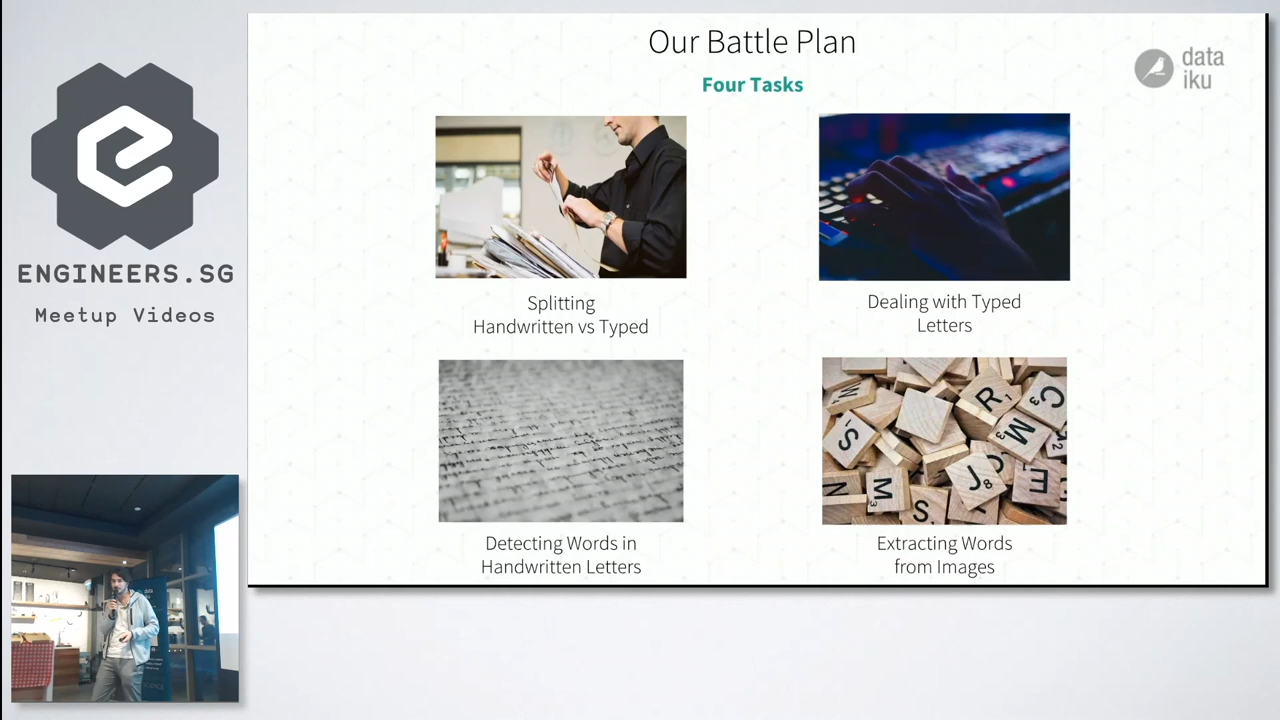 Our Battle Plan
Four Tasks
data
iku
ENGINEERS.SG
Meetup Videos
Splitting
Handwritten vs Typed
Dealing with Typed
Letters
Detecting Words in
Handwritten Letters
Extracting Words
from Images